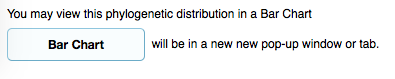 You may view this phylogenetic distribution in a Bar Chart
Bar Chart will be in a new new pop-up window or tab.